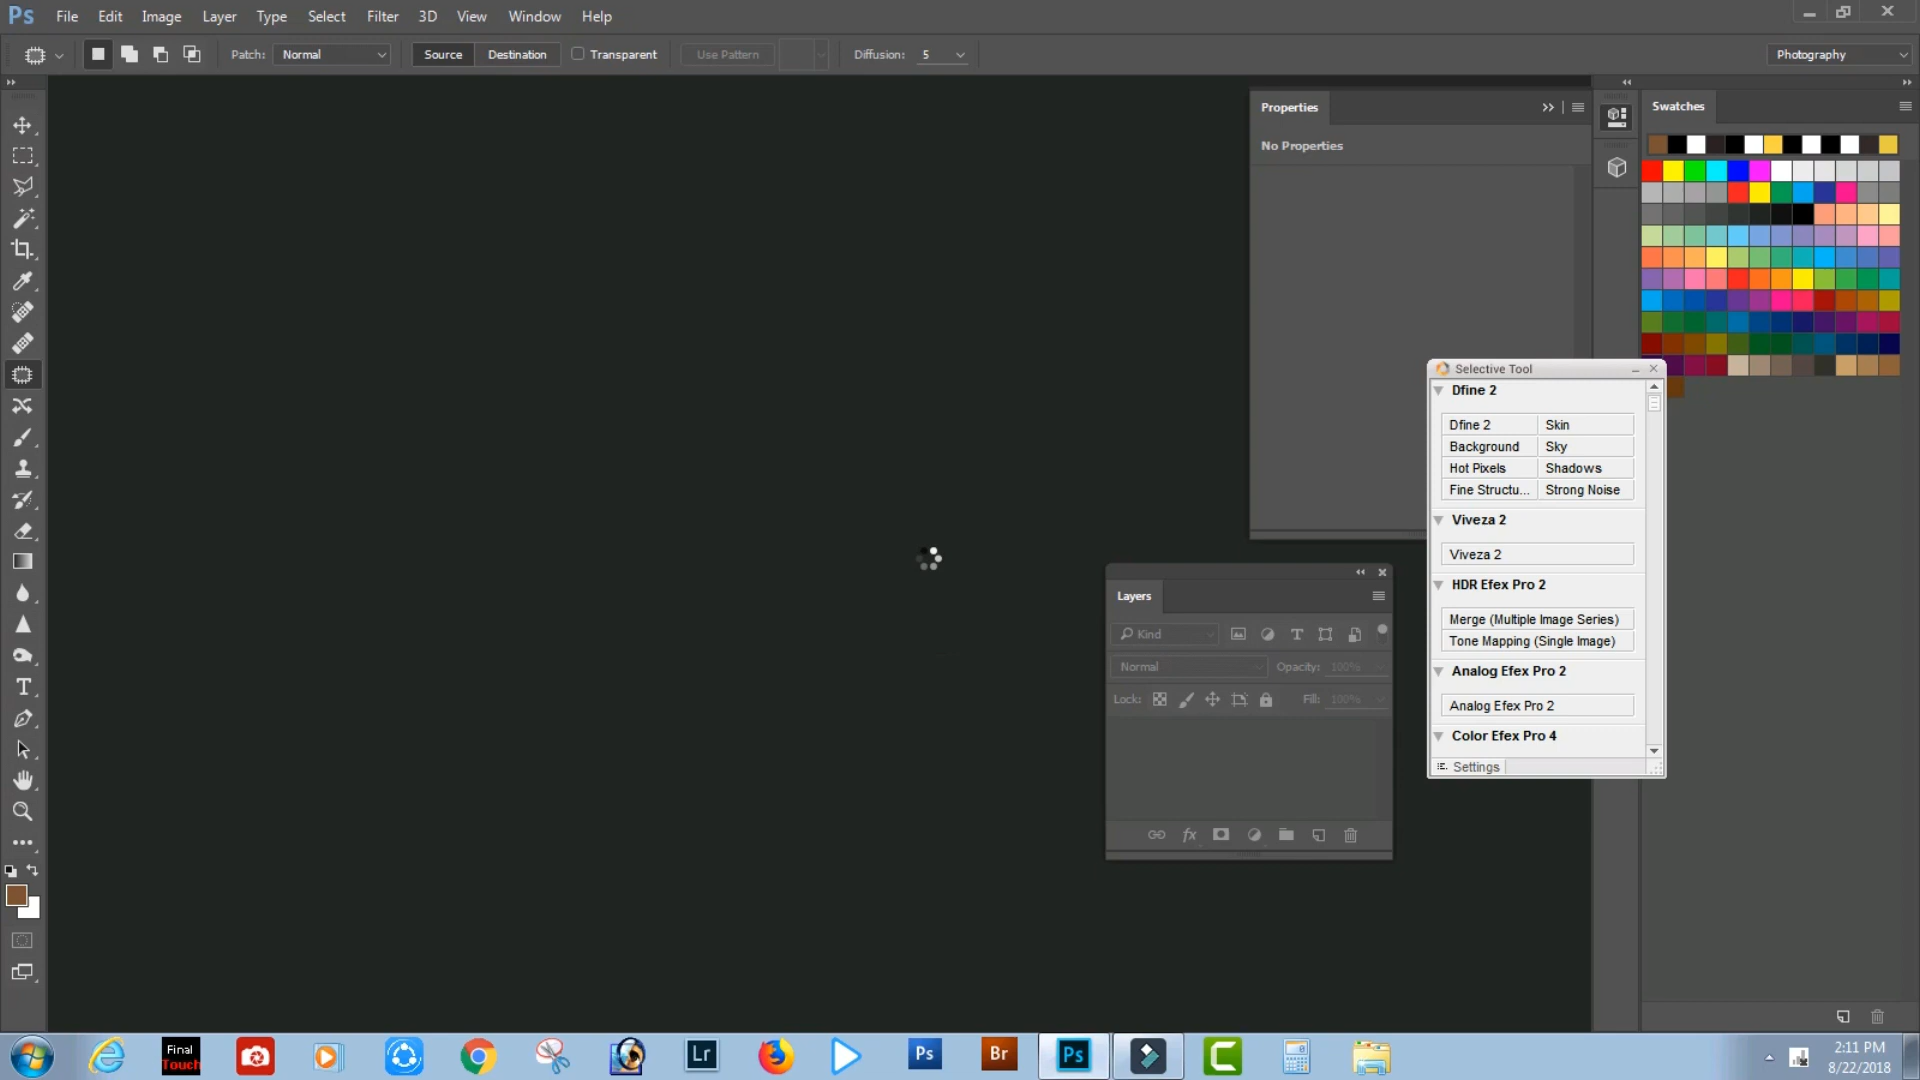 Ps File Edit Image Layer Type Select Filter 3D View Window Help
Patch: Normal Source Destination Transparent Use Pattern Diffusion: 5 Photography
Properties
No Properties
Swatches
Selective Tool
Dfine 2
Dfine 2 Skin
Background Sky
Hot Pixels Shadows
Fine Structu... Strong Noise
Viveza 2
Viveza 2
HDR Efex Pro 2
Merge (Multiple Image Series)
Tone Mapping (Single Image)
Analog Efex Pro 2
Analog Efex Pro 2
Color Efex Pro 4
Settings
Layers
Kind
Normal Opacity: 100%
Lock: Fill: 100%
Final
Touch
Lr Ps Br Ps
2:11 PM
8/22/2018